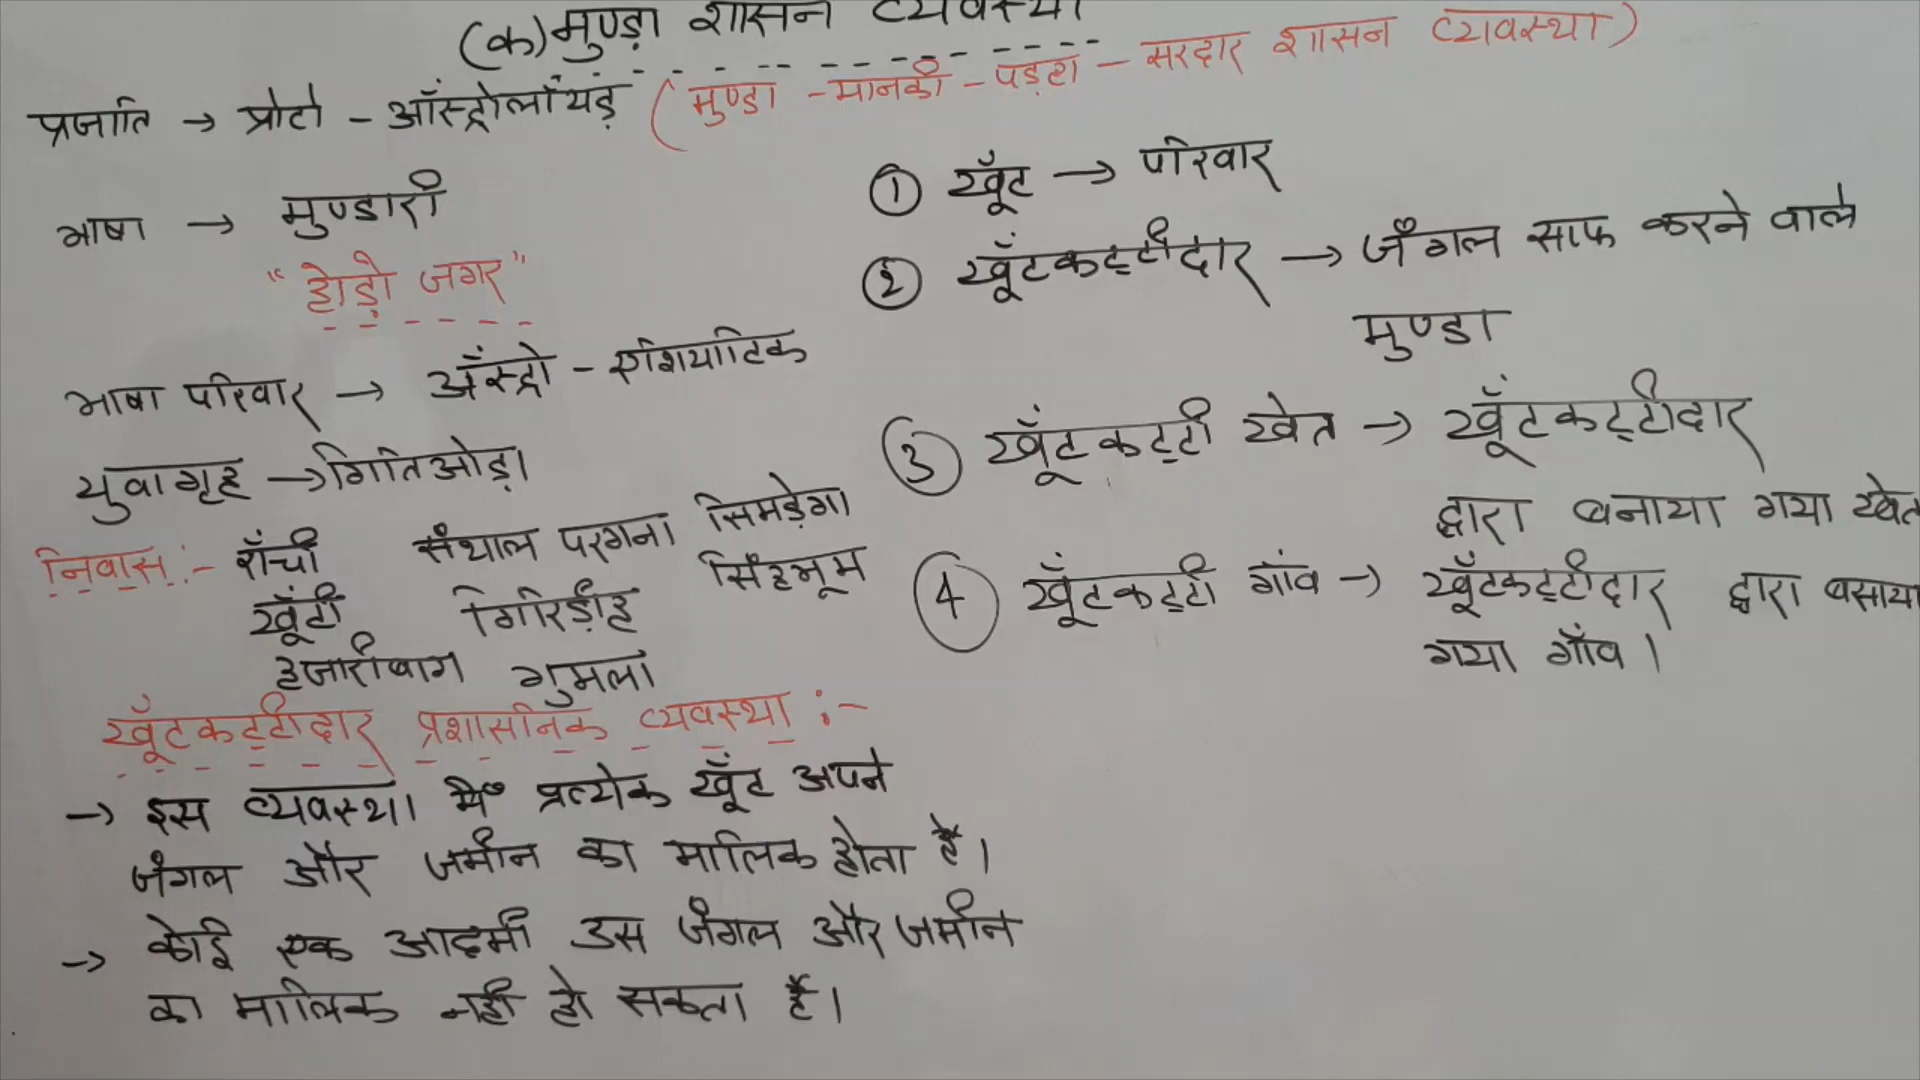 (क) मुण्डा शासन व्यवस्था
(मुण्डा - मानकी - पड़हा - सरदार शासन व्यवस्था)
प्रजाति → प्रोटो - ऑस्ट्रोलॉयड़
भाषा → मुण्डारी
"होड़ो जगर"
भाषा परिवार → ऑस्ट्रो - एशियाटिक
युवागृह → गितिओड़ा
निवास :- राँची संथाल परगना सिमड़ेगा
खूँटी गिरिडीह सिंहभूम
हजारीबाग गुमला
खूँटकट्टीदार प्रशासनिक व्यवस्था :-
→ इस व्यवस्था में प्रत्येक खूँट अपने
जंगल और जमीन का मालिक होता है।
→ कोई एक आदमी उस जंगल और जमीन
का मालिक नहीं हो सकता है।
① खूँट → परिवार
② खूँटकट्टीदार → जँगल साफ करने वाले
मुण्डा
③ खूँटकट्टी खेत → खूँटकट्टीदार
द्वारा बनाया गया खेत
④ खूँटकट्टी गांव → खूँटकट्टीदार द्वारा बसाया
गया गाँव।